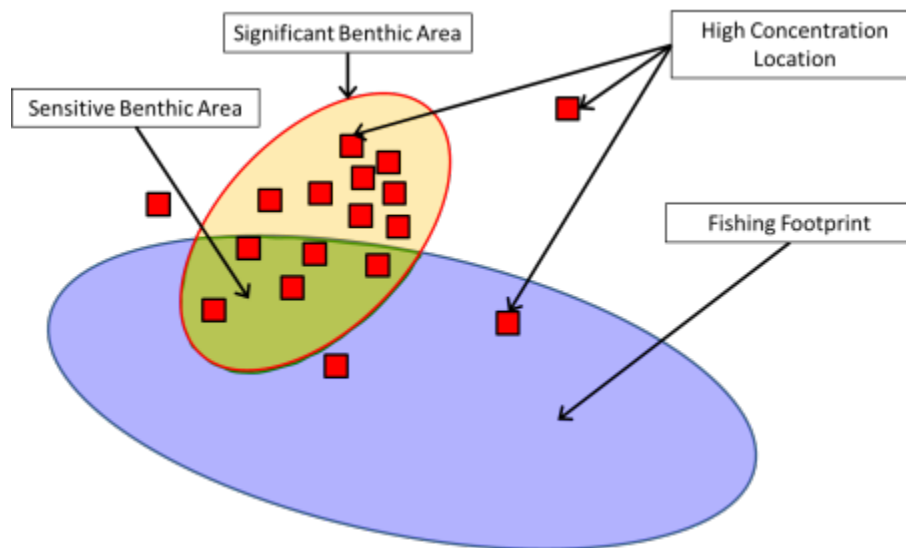 Significant Benthic Area
High Concentration
Location
Sensitive Benthic Area
Fishing Footprint